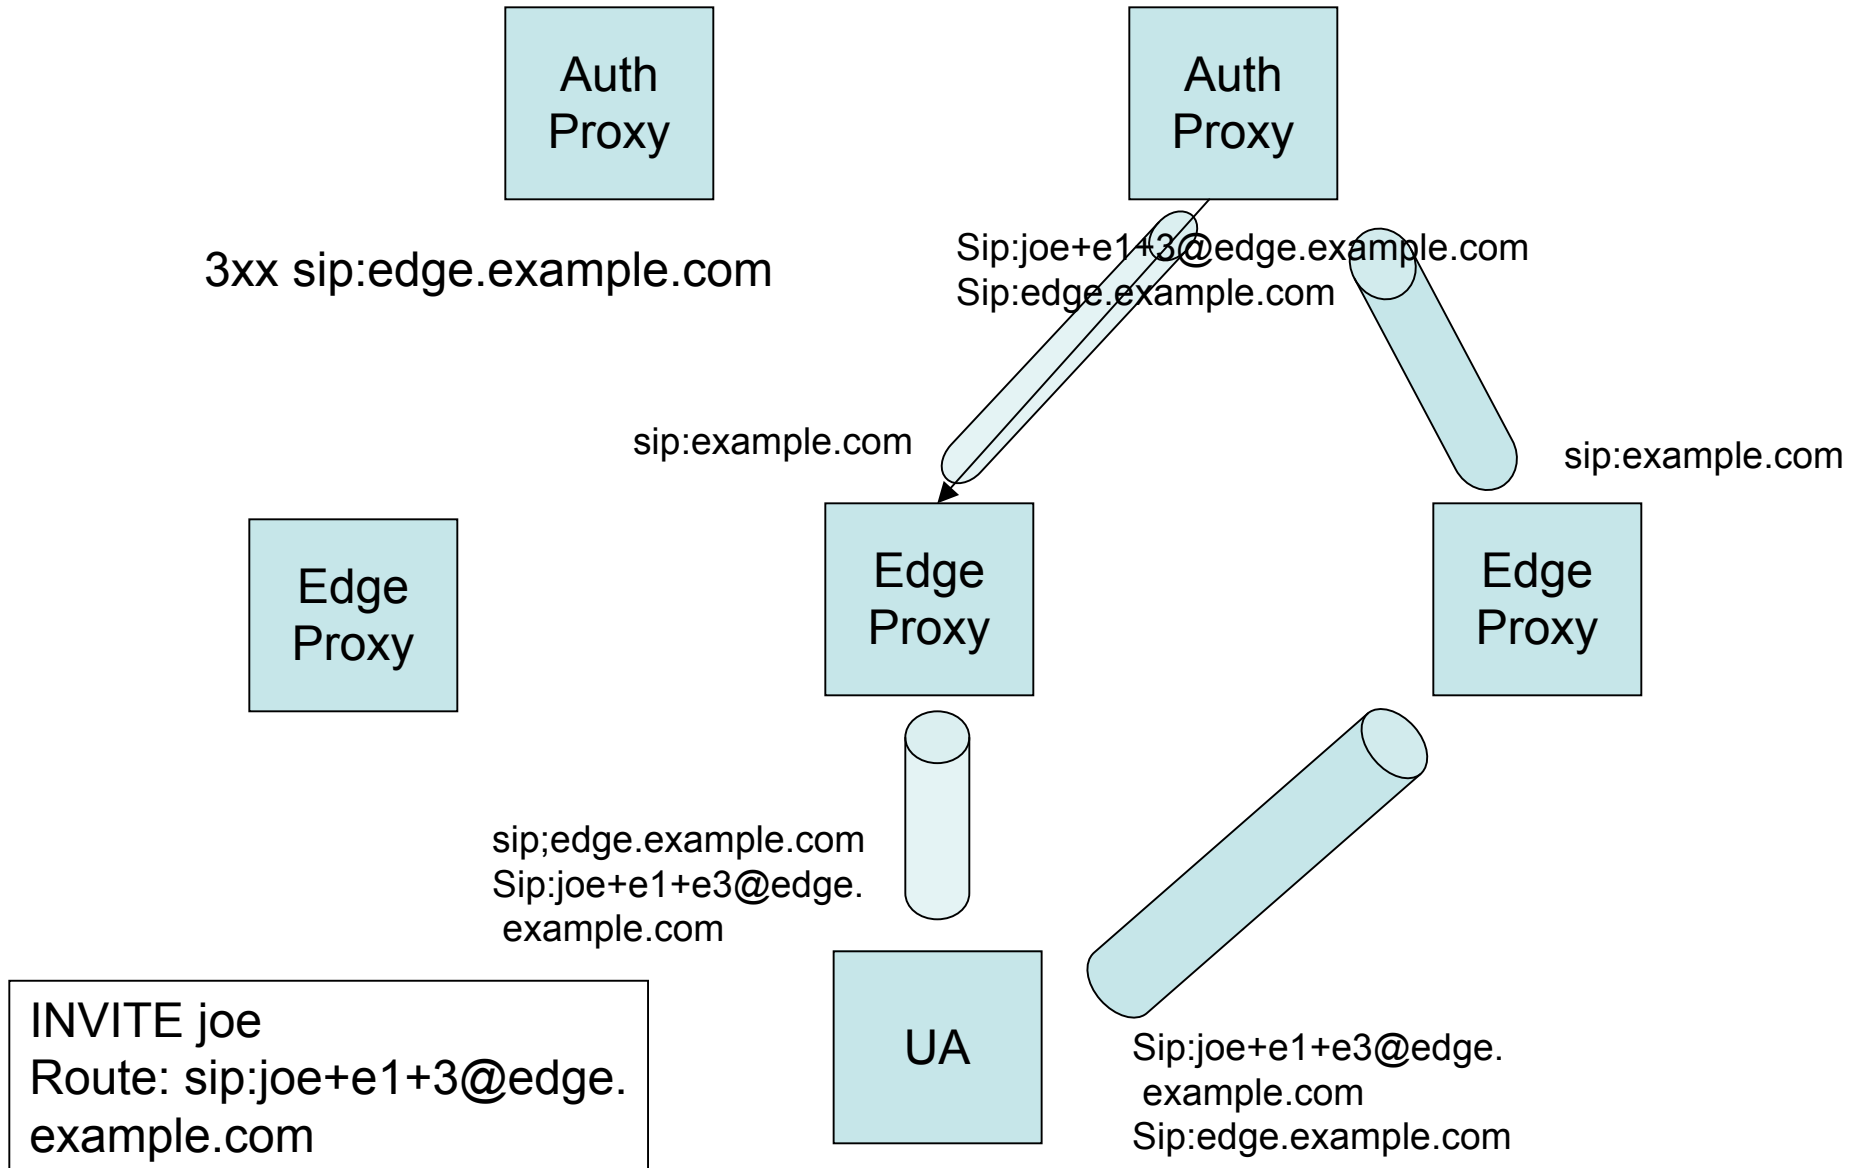 Auth
Proxy
Auth
Proxy
3xx sip:edge.example.com
Sip:joe+e1+3@edge.example.com
Sip:edge.example.com
sip:example.com
sip:example.com
Edge
Proxy
Edge
Proxy
Edge
Proxy
sip;edge.example.com
Sip:joe+e1+e3@edge.
example.com
INVITE joe
Route: sip:joe+e1+3@edge.
example.com
UA
Sip:joe+e1+e3@edge.
example.com
Sip:edge.example.com